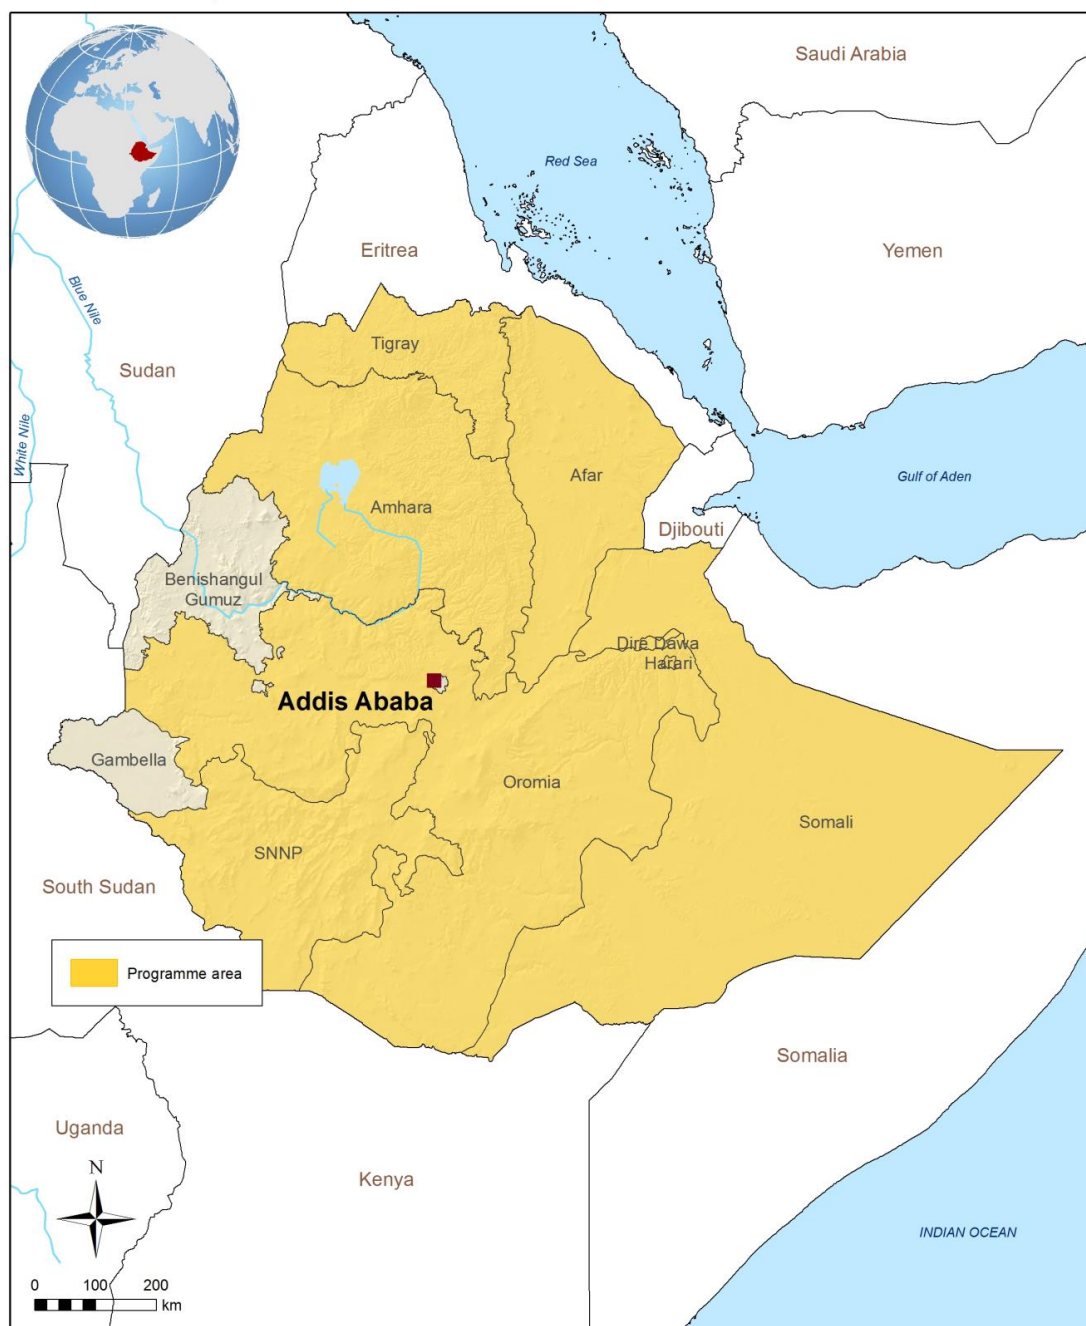 Saudi Arabia
Red Sea
Eritrea
Yemen
Blue Nile
Tigray
Sudan
White Nile
Afar
Gulf of Aden
Amhara
Djibouti
Benishangul
Gumuz
Dire Dawa
Harari
Addis Ababa
Gambella
Oromia
Somali
SNNP
South Sudan
Programme area
Somalia
Uganda
N
Kenya
INDIAN OCEAN
0 100 200
km